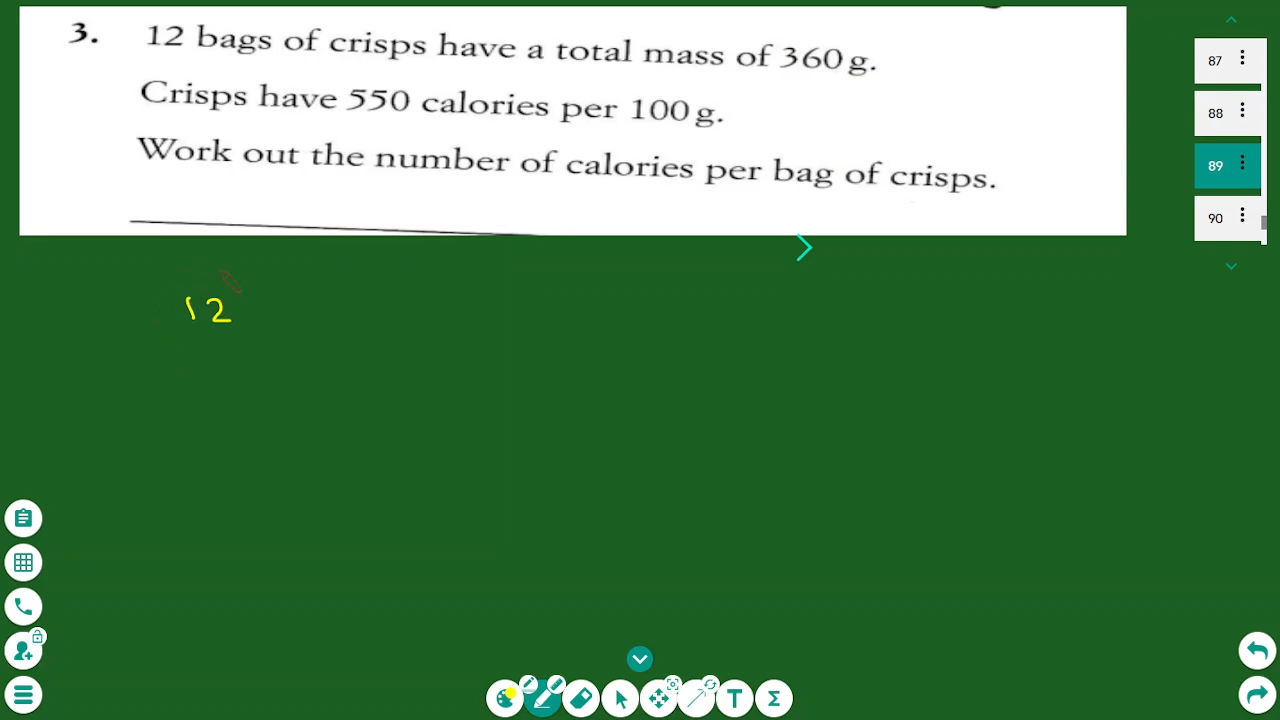 3. 12 bags of crisps have a total mass of 360 g.
Crisps have 550 calories per 100 g.
Work out the number of calories per bag of crisps.
12
87
88
89
90
T
Σ